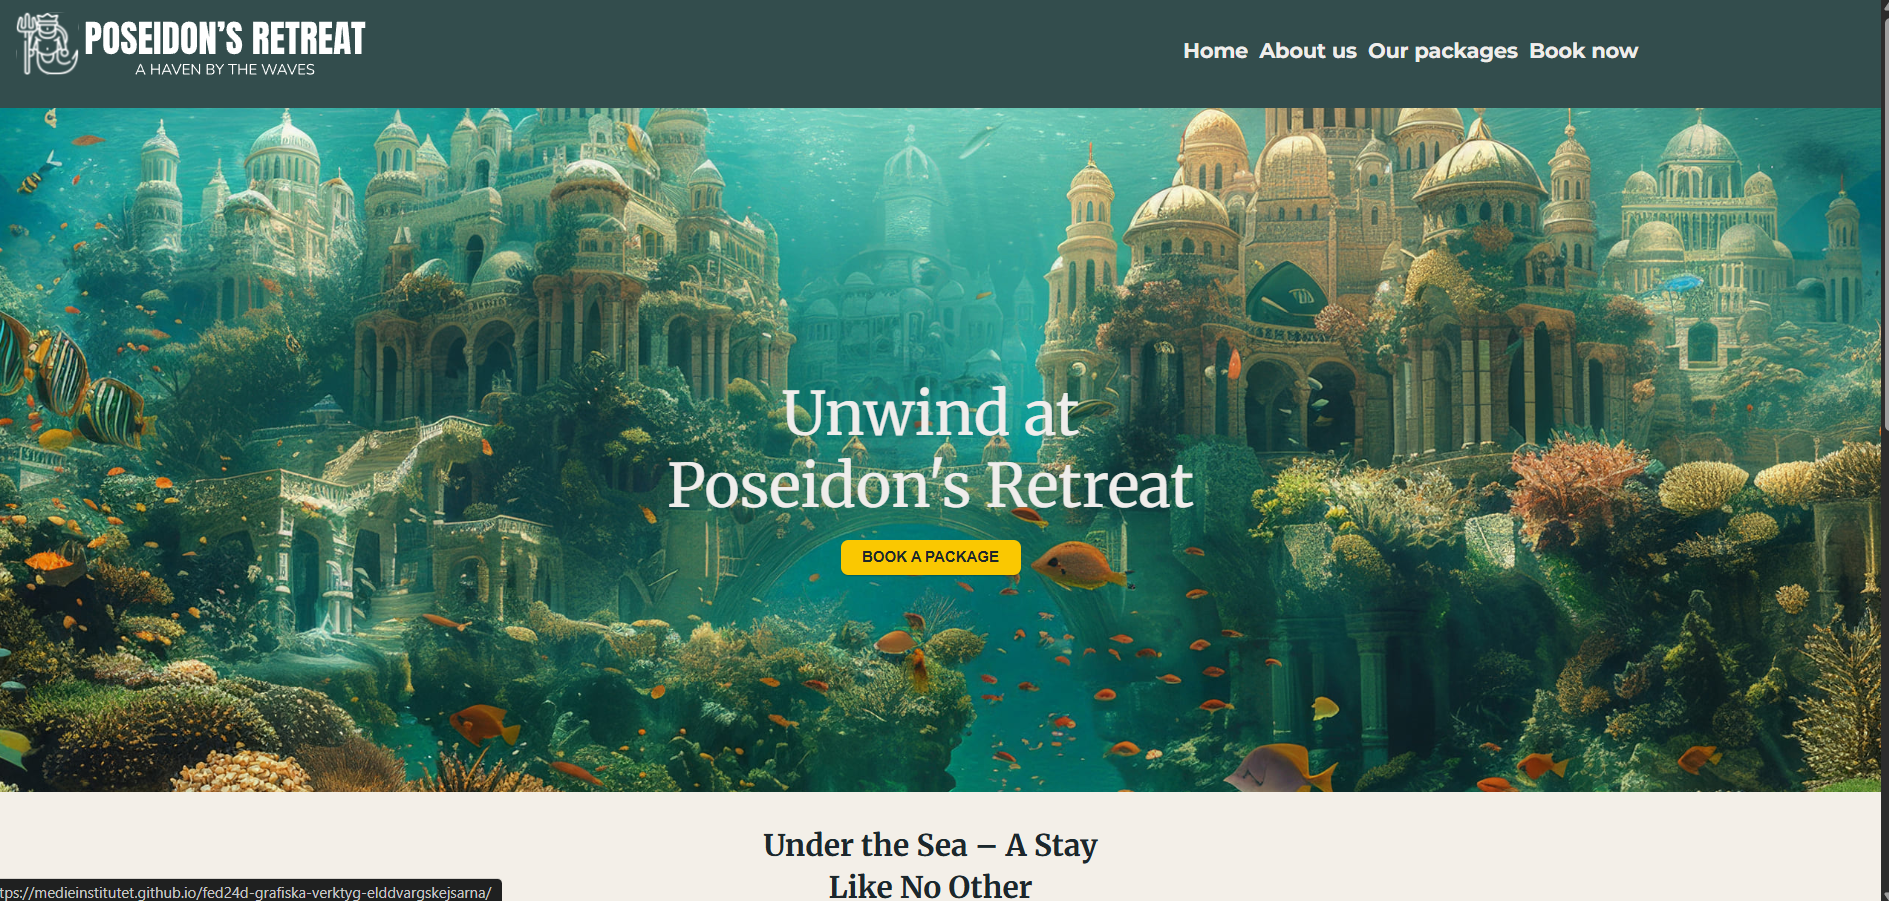 POSEIDON'S RETREAT
A HAVEN BY THE WAVES
Home About us Our packages Book now
Unwind at
Poseidon's Retreat
BOOK A PACKAGE
Under the Sea – A Stay
Like No Other
tps://medieinstitutet.github.io/fed24d-grafiska-verktyg-elddvargskejsarna/